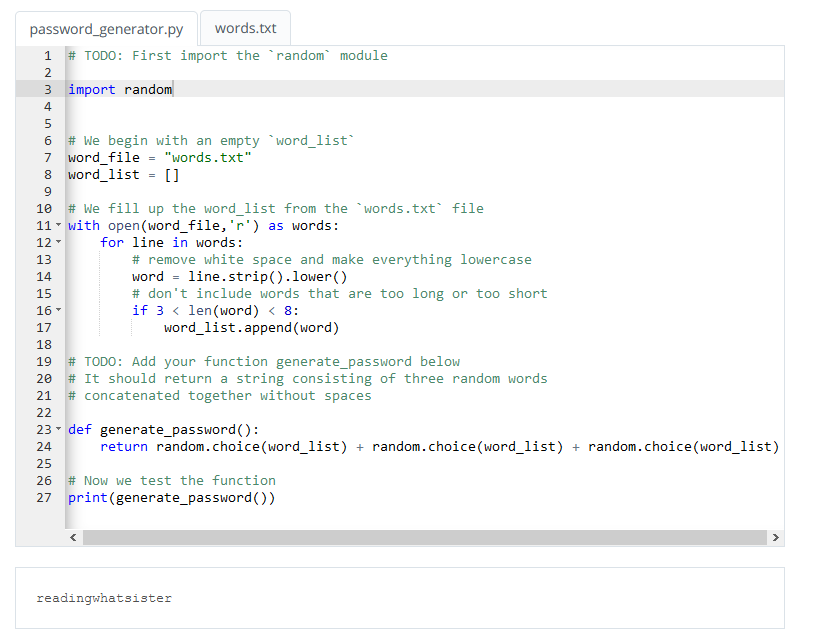 password_generator.py words.txt
1 # TODO: First import the `random` module
2
3 import random
4
5
6 # We begin with an empty `word_list`
7 word_file = "words.txt"
8 word_list = []
9
10 # We fill up the word_list from the `words.txt` file
11 with open(word_file,'r') as words:
12     for line in words:
13         # remove white space and make everything lowercase
14         word = line.strip().lower()
15         # don't include words that are too long or too short
16         if 3 < len(word) < 8:
17             word_list.append(word)
18
19 # TODO: Add your function generate_password below
20 # It should return a string consisting of three random words
21 # concatenated together without spaces
22
23 def generate_password():
24     return random.choice(word_list) + random.choice(word_list) + random.choice(word_list)
25
26 # Now we test the function
27 print(generate_password())
readingwhatsister